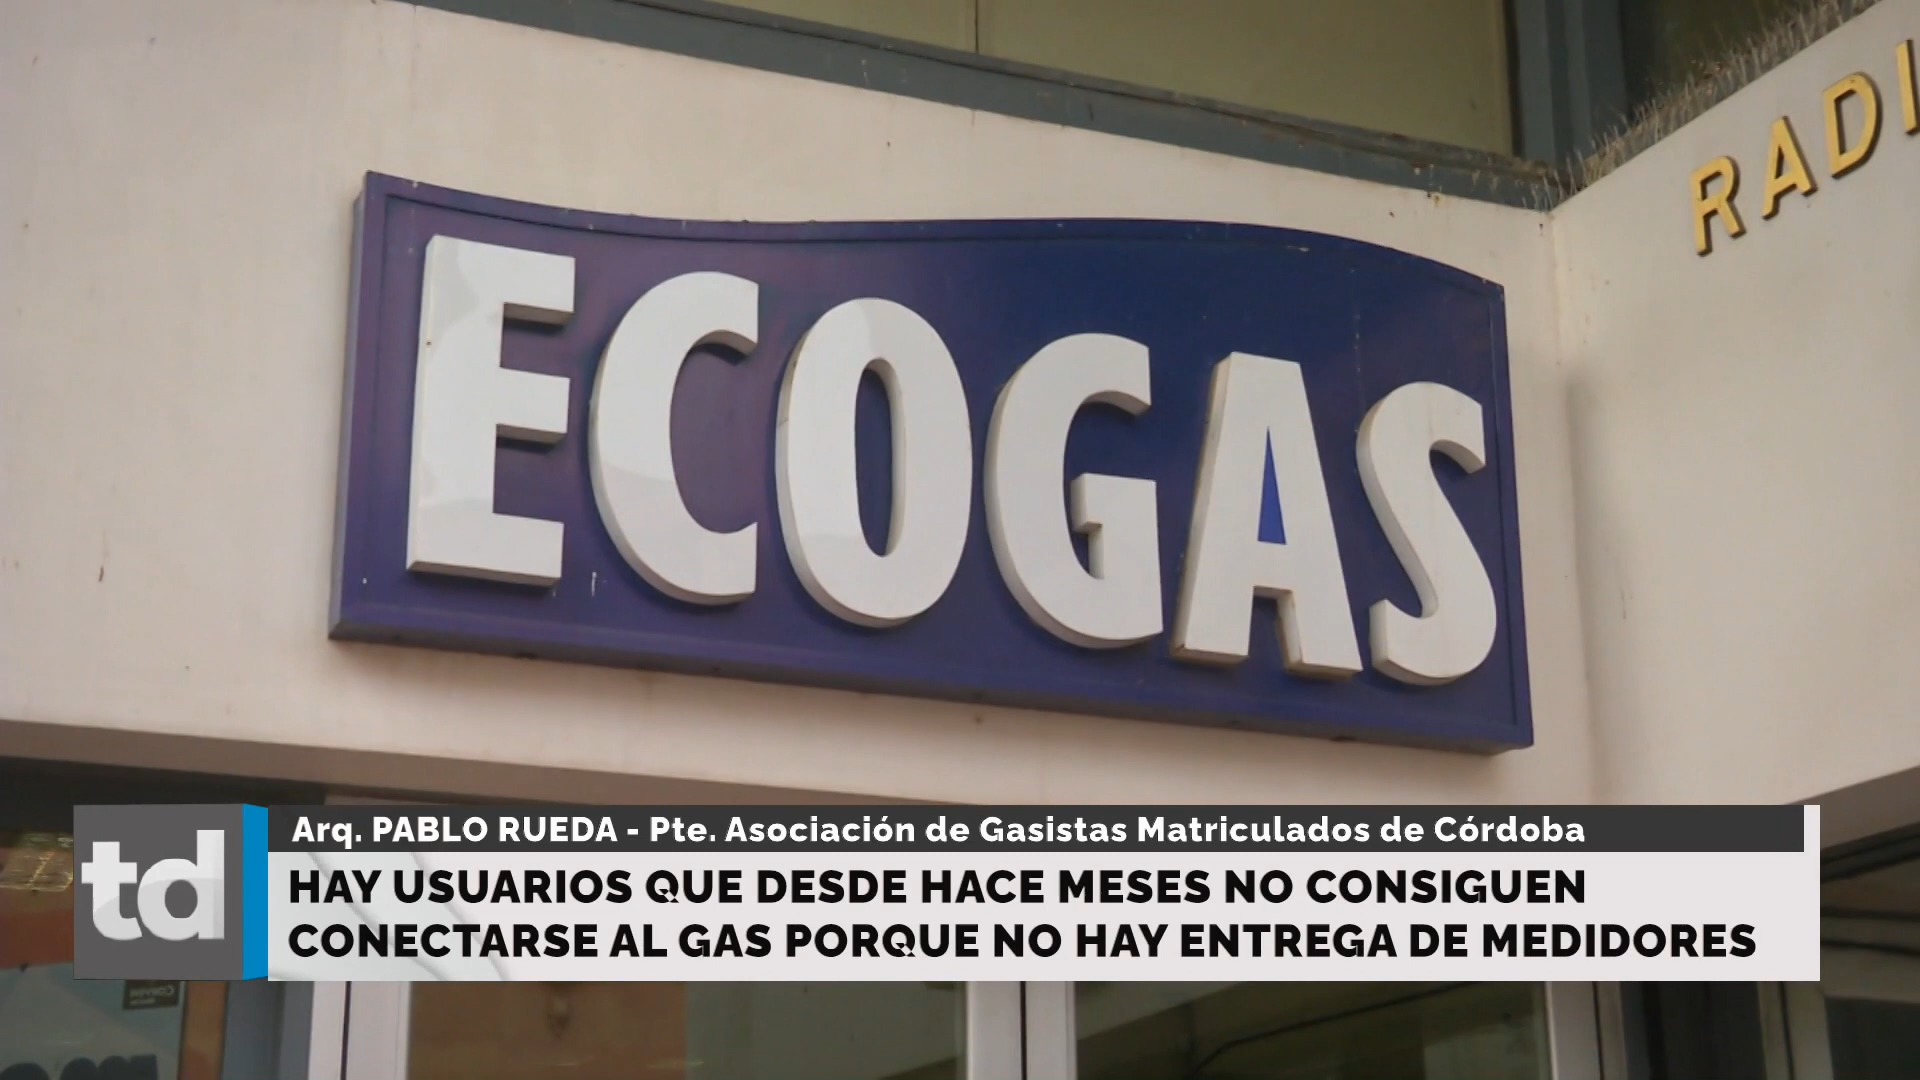 RADI
ECOGAS
td
Arq. PABLO RUEDA - Pte. Asociación de Gasistas Matriculados de Córdoba
HAY USUARIOS QUE DESDE HACE MESES NO CONSIGUEN
CONECTARSE AL GAS PORQUE NO HAY ENTREGA DE MEDIDORES